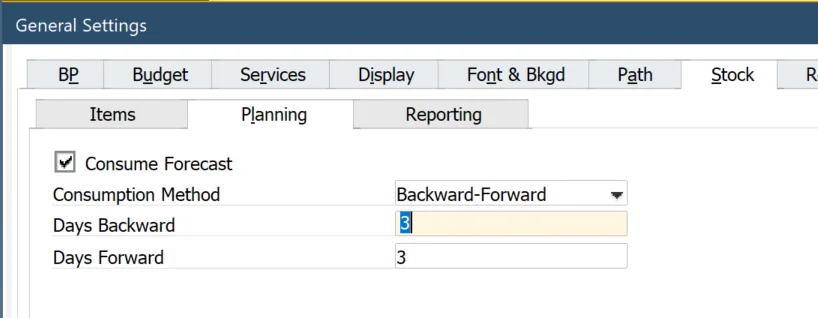 General Settings
BP Budget Services Display Font & Bkgd Path Stock
Items Planning Reporting
Consume Forecast
Consumption Method Backward-Forward
Days Backward 3
Days Forward 3